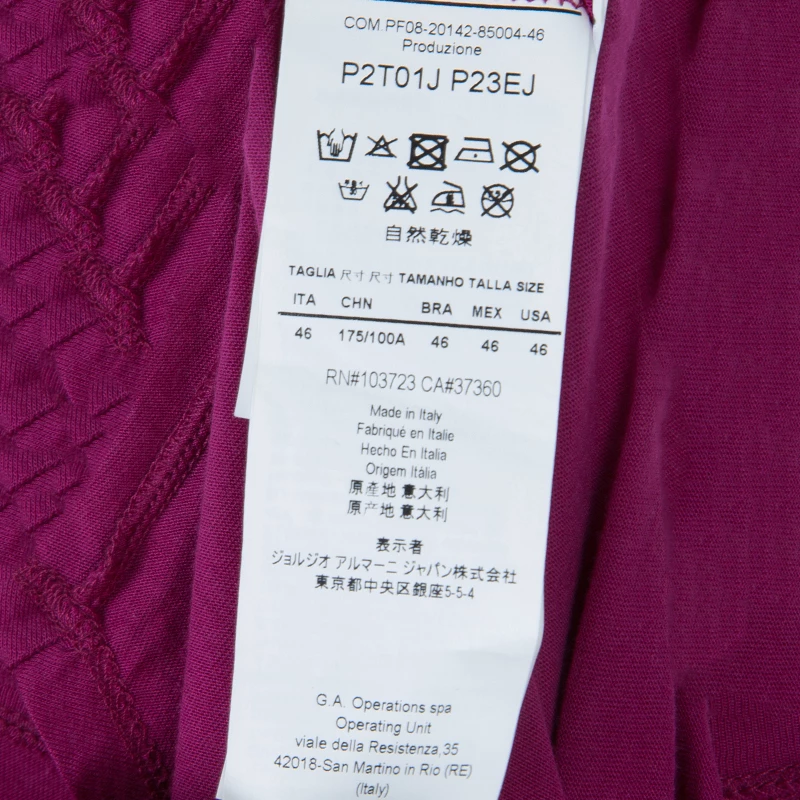 COM.PF08-20142-85004-46
Produzione
P2T01J P23EJ
自然乾燥
TAGLIA 尺寸 尺寸 TAMANHO TALLA SIZE
ITA CHN BRA MEX USA
46 175/100A 46 46 46
RN#103723 CA#37360
Made in Italy
Fabriqué en Italie
Hecho En Italia
Origem Itália
原產地 意大利
原产地 意大利
表示者
ジョルジオ アルマーニ ジャパン株式会社
東京都中央区銀座5-5-4
G.A. Operations spa
Operating Unit
viale della Resistenza,35
42018-San Martino in Rio (RE)
(Italy)